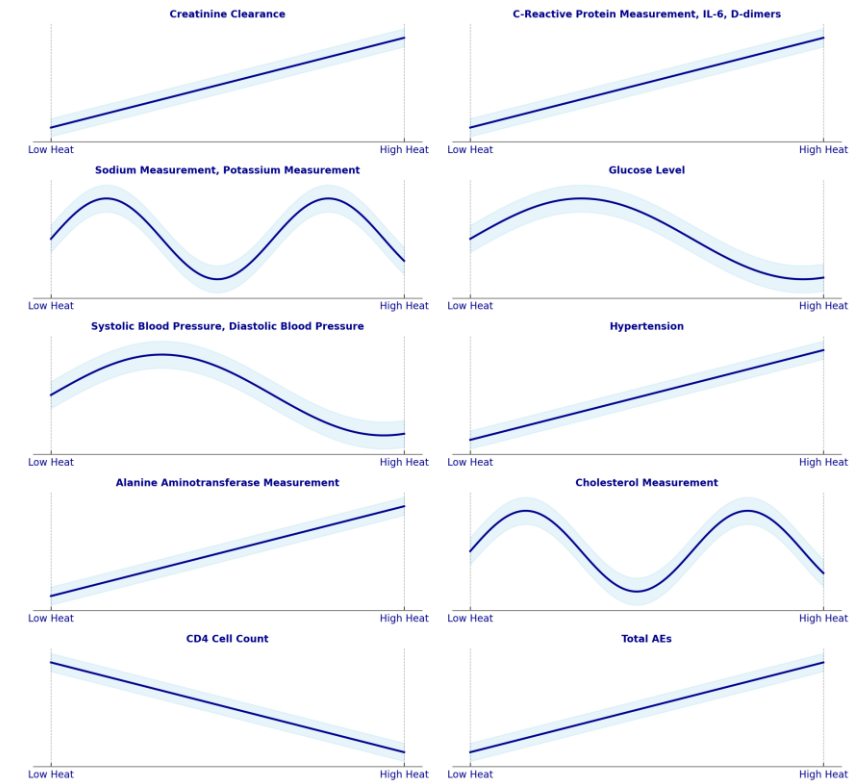 Creatinine Clearance
Low Heat High Heat
C-Reactive Protein Measurement, IL-6, D-dimers
Low Heat High Heat
Sodium Measurement, Potassium Measurement
Low Heat High Heat
Glucose Level
Low Heat High Heat
Systolic Blood Pressure, Diastolic Blood Pressure
Low Heat High Heat
Hypertension
Low Heat High Heat
Alanine Aminotransferase Measurement
Low Heat High Heat
Cholesterol Measurement
Low Heat High Heat
CD4 Cell Count
Low Heat High Heat
Total AEs
Low Heat High Heat